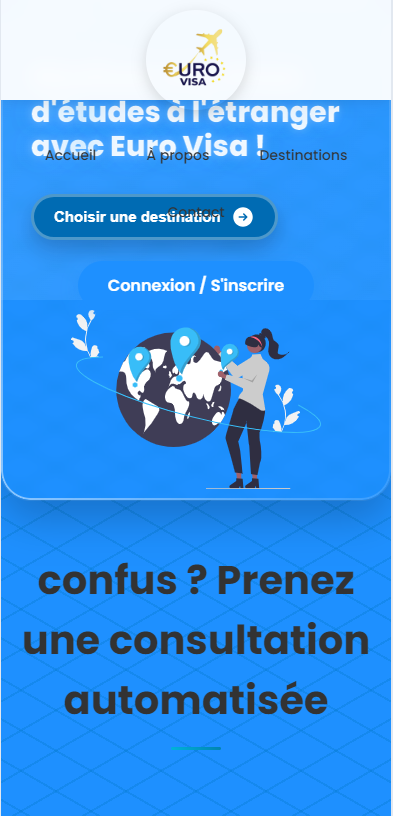 €URO
VISA
d'études à l'étranger
avec Euro Visa !
Accueil
À propos
Destinations
Choisir une destination
Contact
Connexion / S'inscrire
confus ? Prenez
une consultation
automatisée